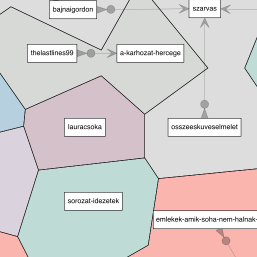 bajnaigordon
szarvas
thelastlines99
a-karhozat-hercege
lauracsoka
osszeeskuveselmelet
sorozat-idezetek
emlekek-amik-soha-nem-halnak-